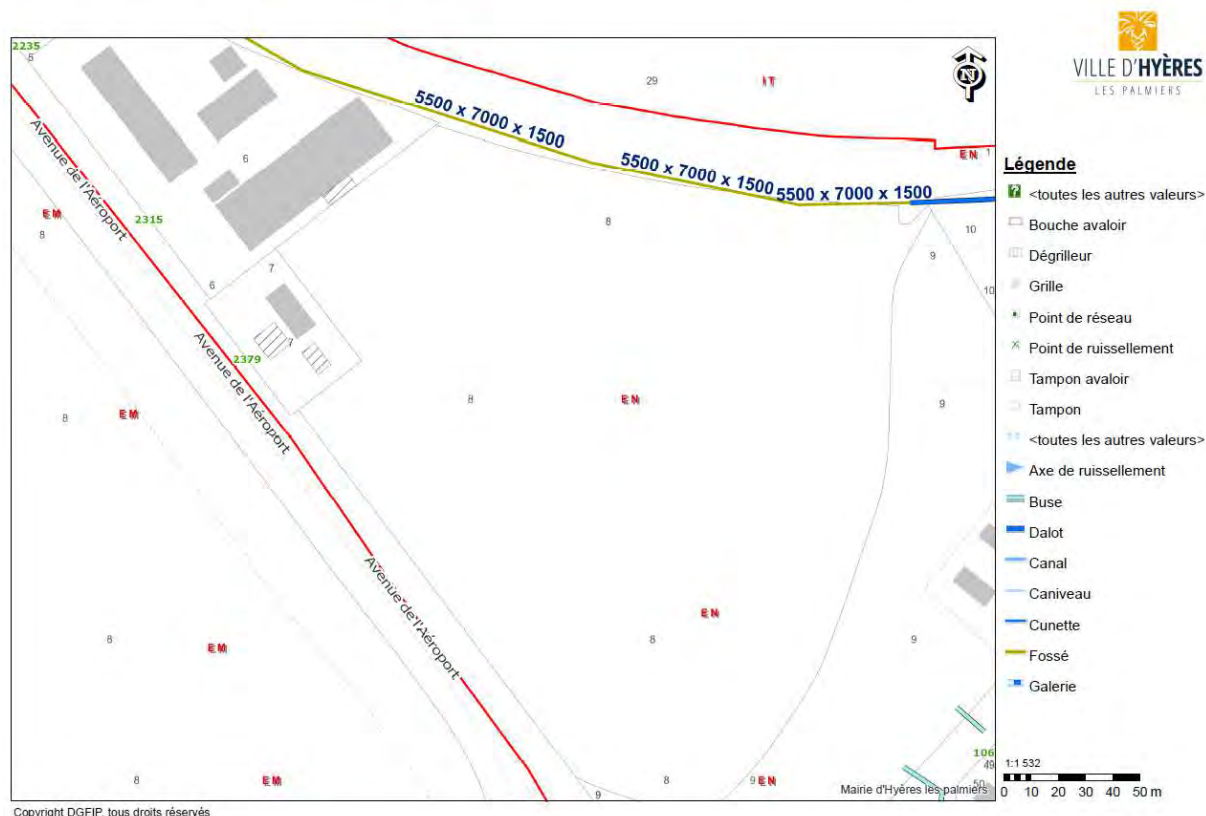 VILLE D'HYÈRES
LES PALMIERS
2235
5
29
IT
N
5500 x 7000 x 1500
5500 x 7000 x 1500
5500 x 7000 x 1500
EN
1
Avenue de l'Aéroport
6
EM
8
2315
8
10
9
7
6
10
2379
7
Avenue de l'Aéroport
8
EM
8
EN
9
Avenue de l'Aéroport
8
EM
8
EN
9
8
EM
9
8
9
EN
106
49
50
Mairie d'Hyères les palmiers
Copyright DGFIP, tous droits réservés
Légende
?
<toutes les autres valeurs>
Bouche avaloir
Dégrilleur
Grille
Point de réseau
Point de ruissellement
Tampon avaloir
Tampon
<toutes les autres valeurs>
Axe de ruissellement
Buse
Dalot
Canal
Caniveau
Cunette
Fossé
Galerie
1:1 532
0 10 20 30 40 50 m